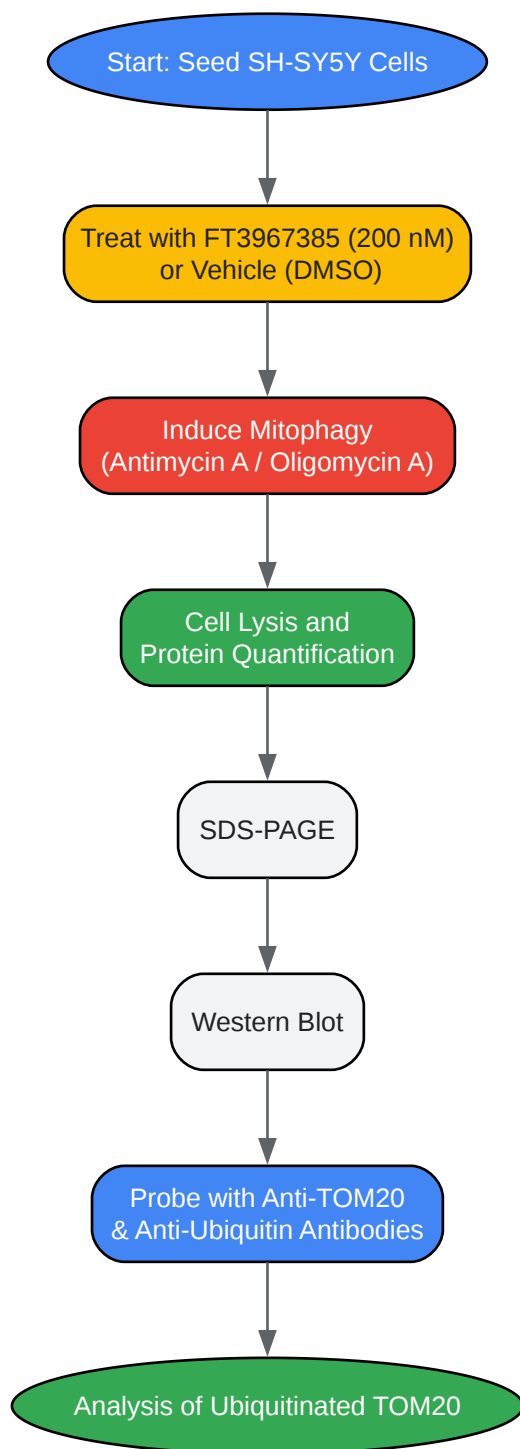 Start: Seed SH-SY5Y Cells
Treat with FT3967385 (200 nM)
or Vehicle (DMSO)
Induce Mitophagy
(Antimycin A / Oligomycin A)
Cell Lysis and
Protein Quantification
SDS-PAGE
Western Blot
Probe with Anti-TOM20
& Anti-Ubiquitin Antibodies
Analysis of Ubiquitinated TOM20